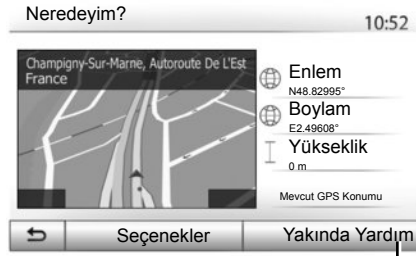 Neredeyim?
10:52
Champigny-Sur-Marne, Autoroute De L'Est
France
Enlem
N48.82995°
Boylam
E2.49608°
Yükseklik
0 m
Mevcut GPS Konumu
Seçenekler
Yakında Yardım